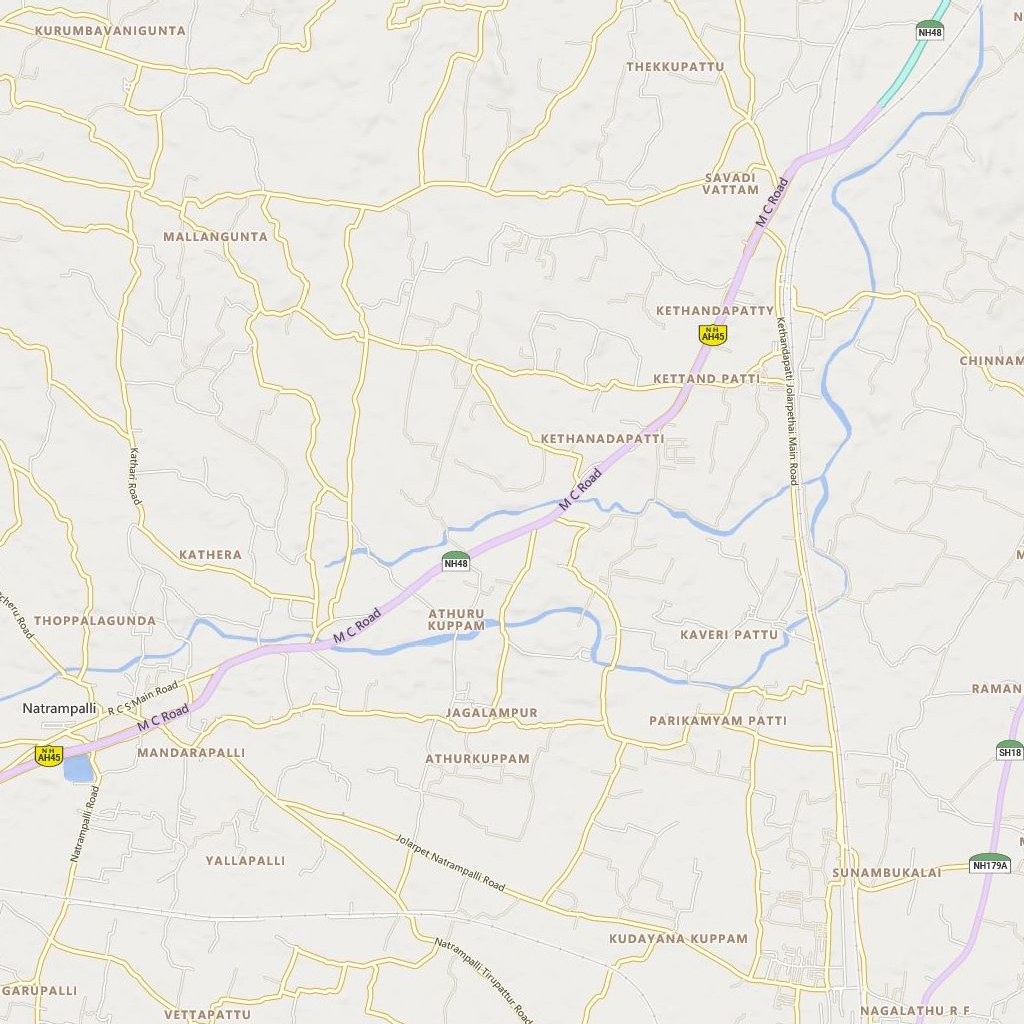 KURUMBAVANIGUNTA
NH48
THEKKUPATTU
SAVADI
VATTAM
M C Road
MALLANGUNTA
KETHANDAPATTY
NH
AH45
CHINNAM
KETTAND PATTI
Kethandapatti Jolarpethai Main Road
KETHANADAPATTI
Kathari Road
M C Road
KATHERA
NH48
ATHURU
KUPPAM
M C Road
THOPPALAGUNDA
cheru Road
KAVERI PATTU
R C S Main Road
Natrampalli
M C Road
RAMAN
JAGALAMPUR
PARIKAMYAM PATTI
NH
AH45
MANDARAPALLI
ATHURKUPPAM
SH18
Natrampalli Road
Jolarpet Natrampalli Road
YALLAPALLI
NH179A
SUNAMBUKALAI
KUDAYANA KUPPAM
Natrampalli Tirupattur Road
GARUPALLI
VETTAPATTU
NAGALATHU R F